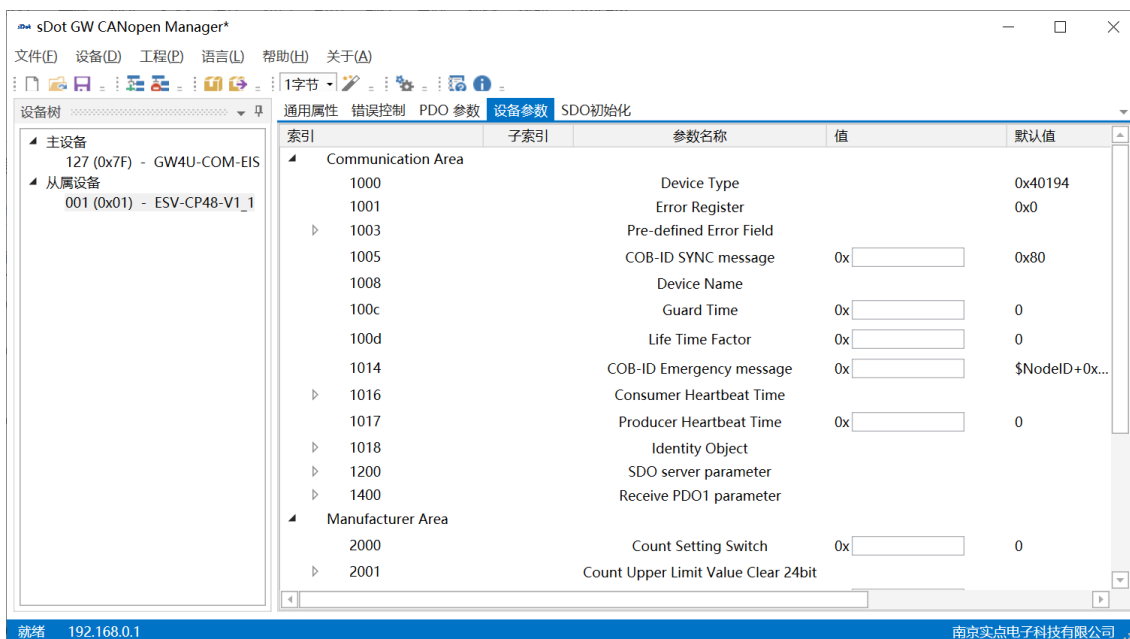 sDot sDot GW CANopen Manager*
文件(F) 设备(D) 工程(P) 语言(L) 帮助(H) 关于(A)
1字节
设备树
主设备
127 (0x7F) - GW4U-COM-EIS
从属设备
001 (0x01) - ESV-CP48-V1_1
通用属性 错误控制 PDO 参数 设备参数 SDO初始化
索引 子索引 参数名称 值 默认值
Communication Area
1000 Device Type 0x40194
1001 Error Register 0x0
1003 Pre-defined Error Field
1005 COB-ID SYNC message 0x 0x80
1008 Device Name
100c Guard Time 0x 0
100d Life Time Factor 0x 0
1014 COB-ID Emergency message 0x $NodeID+0x...
1016 Consumer Heartbeat Time
1017 Producer Heartbeat Time 0x 0
1018 Identity Object
1200 SDO server parameter
1400 Receive PDO1 parameter
Manufacturer Area
2000 Count Setting Switch 0x 0
2001 Count Upper Limit Value Clear 24bit
就绪 192.168.0.1 南京实点电子科技有限公司